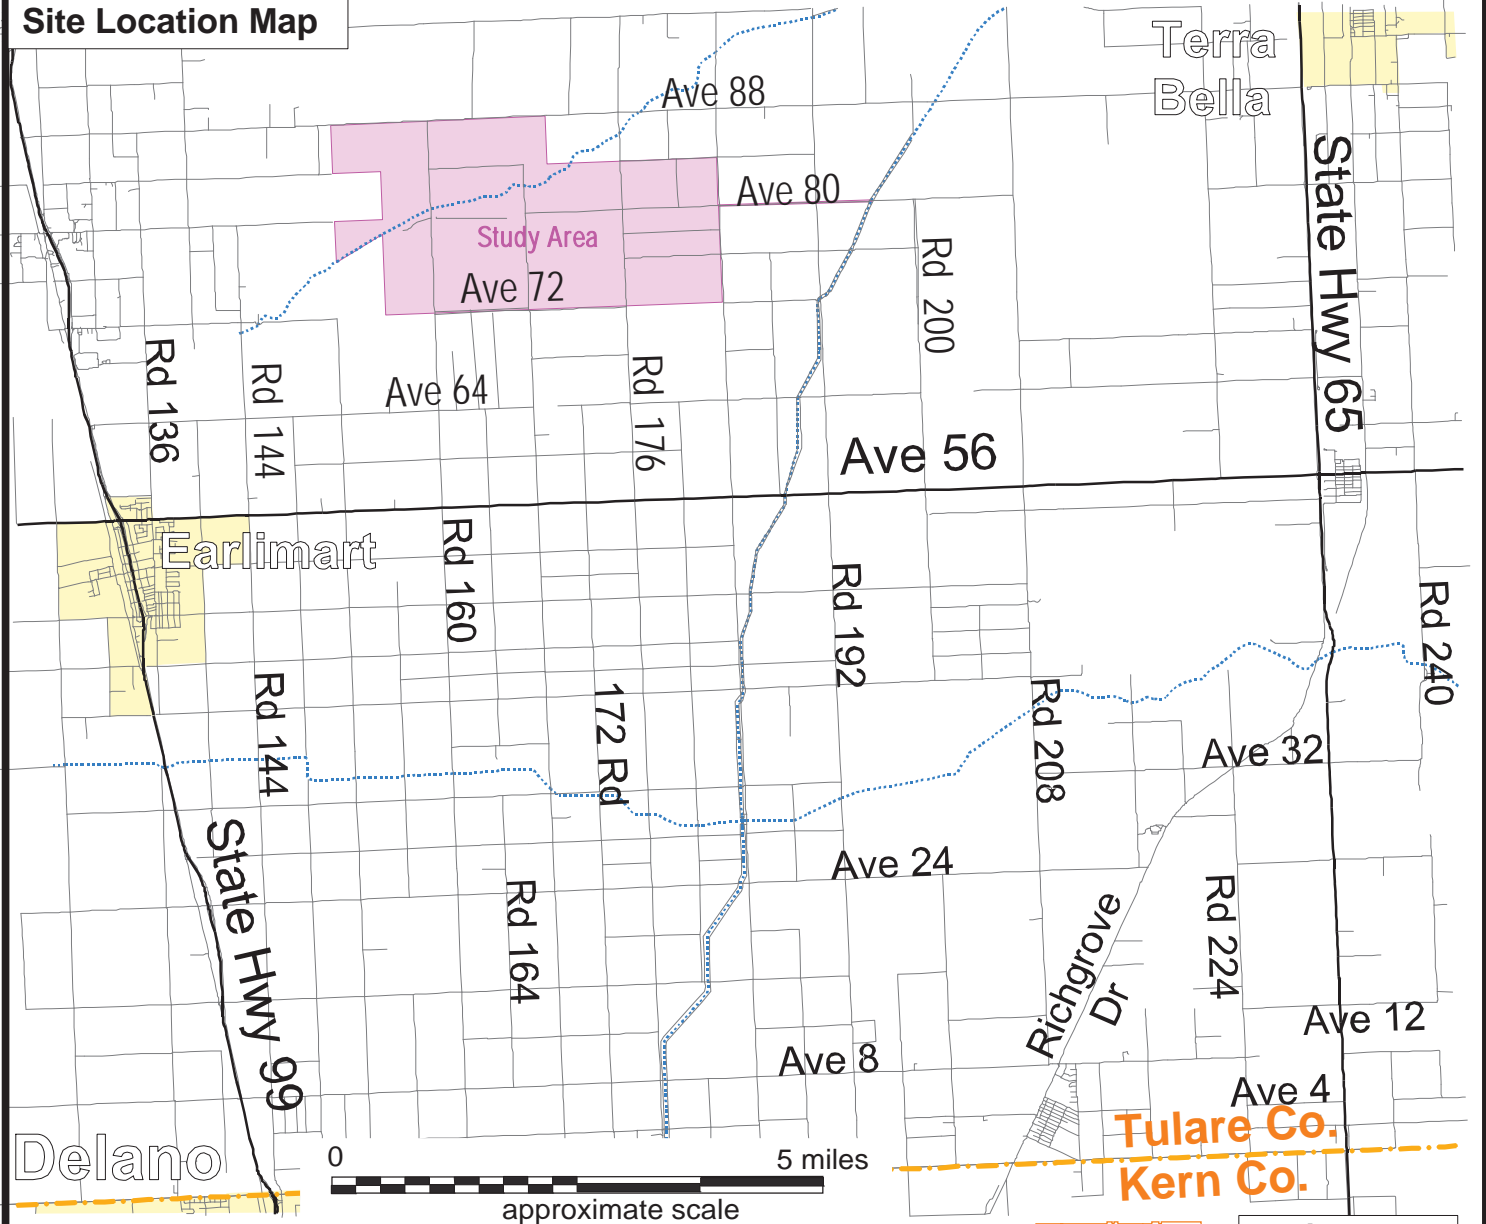 Site Location Map
Terra
Bella
Ave 88
State Hwy 65
Ave 80
Study Area
Rd 200
Ave 72
Rd 136
Rd 144
Ave 64
Rd 176
Ave 56
Earlimart
Rd 160
Rd 192
Rd 240
Rd 144
172 Rd
Rd 208
Ave 32
State Hwy 99
Ave 24
Rd 164
Rd 224
Richgrove
Dr
Ave 12
Ave 8
Ave 4
Tulare Co.
Delano
0
5 miles
Kern Co.
approximate scale